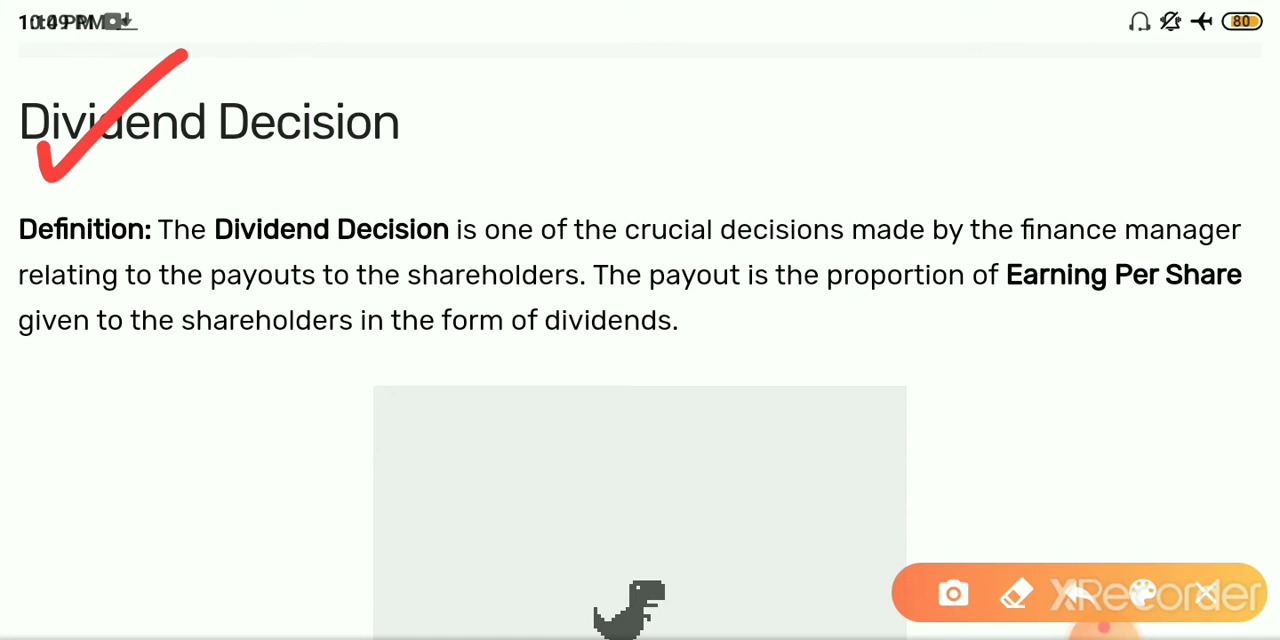 80
Dividend Decision
Definition: The Dividend Decision is one of the crucial decisions made by the finance manager
relating to the payouts to the shareholders. The payout is the proportion of Earning Per Share
given to the shareholders in the form of dividends.
XRecorder